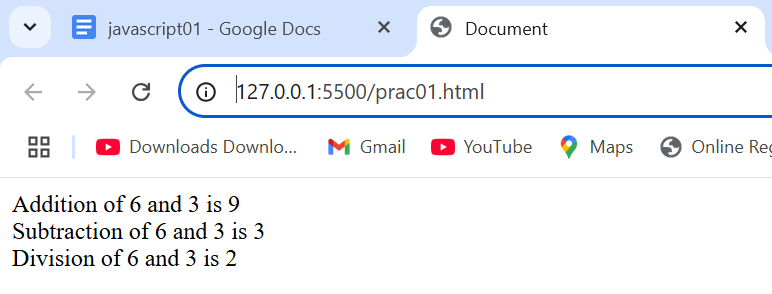 javascript01 - Google Docs
Document
127.0.0.1:5500/prac01.html
Downloads Downlo...
Gmail
YouTube
Maps
Online Reg
Addition of 6 and 3 is 9
Subtraction of 6 and 3 is 3
Division of 6 and 3 is 2